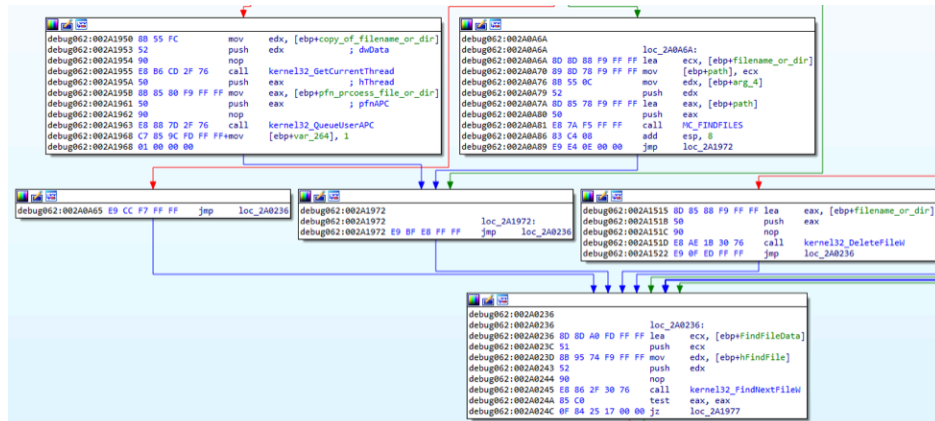 debug062:002A1950 8B 55 FC mov edx, [ebp+copy_of_filename_or_dir]
debug062:002A1953 52 push edx ; dwData
debug062:002A1954 90 nop
debug062:002A1955 E8 B6 CD 2F 76 call kernel32_GetCurrentThread
debug062:002A195A 50 push eax ; hThread
debug062:002A195B 8B 85 80 F9 FF FF mov eax, [ebp+pfn_prcoess_file_or_dir]
debug062:002A1961 50 push eax ; pfnAPC
debug062:002A1962 90 nop
debug062:002A1963 E8 88 7D 2F 76 call kernel32_QueueUserAPC
debug062:002A1968 C7 85 9C FD FF FF+mov [ebp+var_264], 1
debug062:002A1968 01 00 00 00
debug062:002A0A6A
debug062:002A0A6A loc_2A0A6A:
debug062:002A0A6A 8D 8D 88 F9 FF FF lea ecx, [ebp+filename_or_dir]
debug062:002A0A70 89 8D 78 F9 FF FF mov [ebp+path], ecx
debug062:002A0A76 8B 55 0C mov edx, [ebp+arg_4]
debug062:002A0A79 52 push edx
debug062:002A0A7A 8D 85 78 F9 FF FF lea eax, [ebp+path]
debug062:002A0A80 50 push eax
debug062:002A0A81 E8 7A F5 FF FF call MC_FINDFILES
debug062:002A0A86 83 C4 08 add esp, 8
debug062:002A0A89 E9 E4 0E 00 00 jmp loc_2A1972
debug062:002A0A65 E9 CC F7 FF FF jmp loc_2A0236
debug062:002A1972
debug062:002A1972 loc_2A1972:
debug062:002A1972 E9 BF E8 FF FF jmp loc_2A0236
debug062:002A1515 8D 85 88 F9 FF FF lea eax, [ebp+filename_or_dir]
debug062:002A151B 50 push eax
debug062:002A151C 90 nop
debug062:002A151D E8 AE 1B 30 76 call kernel32_DeleteFileW
debug062:002A1522 E9 0F ED FF FF jmp loc_2A0236
debug062:002A0236
debug062:002A0236 loc_2A0236:
debug062:002A0236 8D 8D A0 FD FF FF lea ecx, [ebp+FindFileData]
debug062:002A023C 51 push ecx
debug062:002A023D 8B 95 74 F9 FF FF mov edx, [ebp+hFindFile]
debug062:002A0243 52 push edx
debug062:002A0244 90 nop
debug062:002A0245 E8 86 2F 30 76 call kernel32_FindNextFileW
debug062:002A024A 85 C0 test eax, eax
debug062:002A024C 0F 84 25 17 00 00 jz loc_2A1977